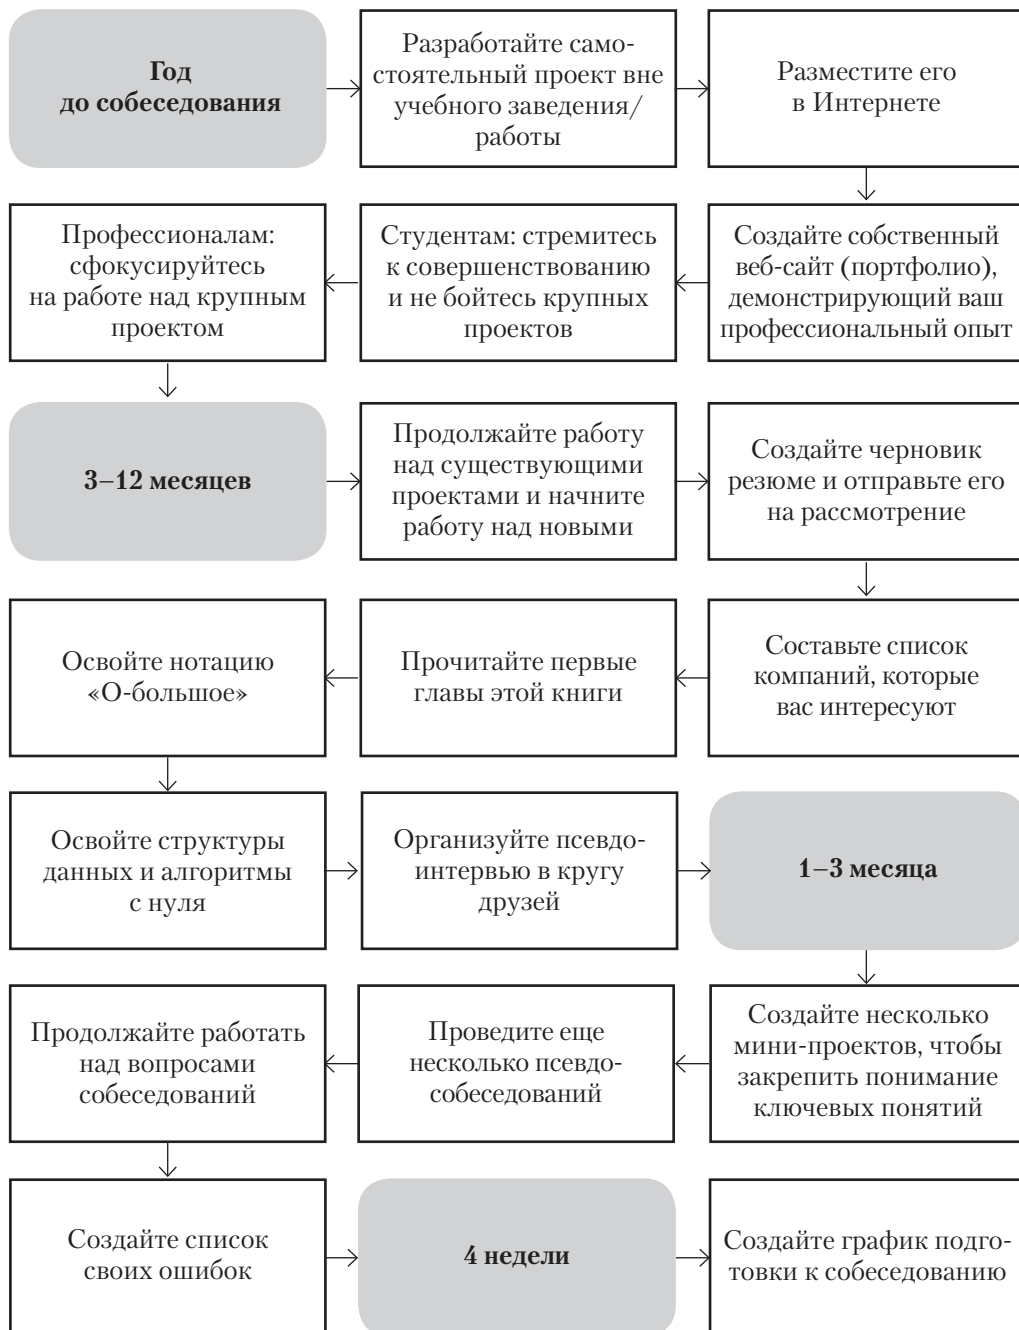 Год
до собеседования
Разработайте само-
стоятельный проект вне
учебного заведения/
работы
Разместите его
в Интернете
Создайте собственный
веб-сайт (портфолио),
демонстрирующий ваш
профессиональный опыт
Студентам: стремитесь
к совершенствованию
и не бойтесь крупных
проектов
Профессионалам:
сфокусируйтесь
на работе над крупным
проектом
3–12 месяцев
Продолжайте работу
над существующими
проектами и начните
работу над новыми
Создайте черновик
резюме и отправьте его
на рассмотрение
Составьте список
компаний, которые
вас интересуют
Прочитайте первые
главы этой книги
Освойте нотацию
«О-большое»
Освойте структуры
данных и алгоритмы
с нуля
Организуйте псевдо-
интервью в кругу
друзей
1–3 месяца
Создайте несколько
мини-проектов, чтобы
закрепить понимание
ключевых понятий
Проведите еще
несколько псевдо-
собеседований
Продолжайте работать
над вопросами
собеседований
Создайте список
своих ошибок
4 недели
Создайте график подго-
товки к собеседованию